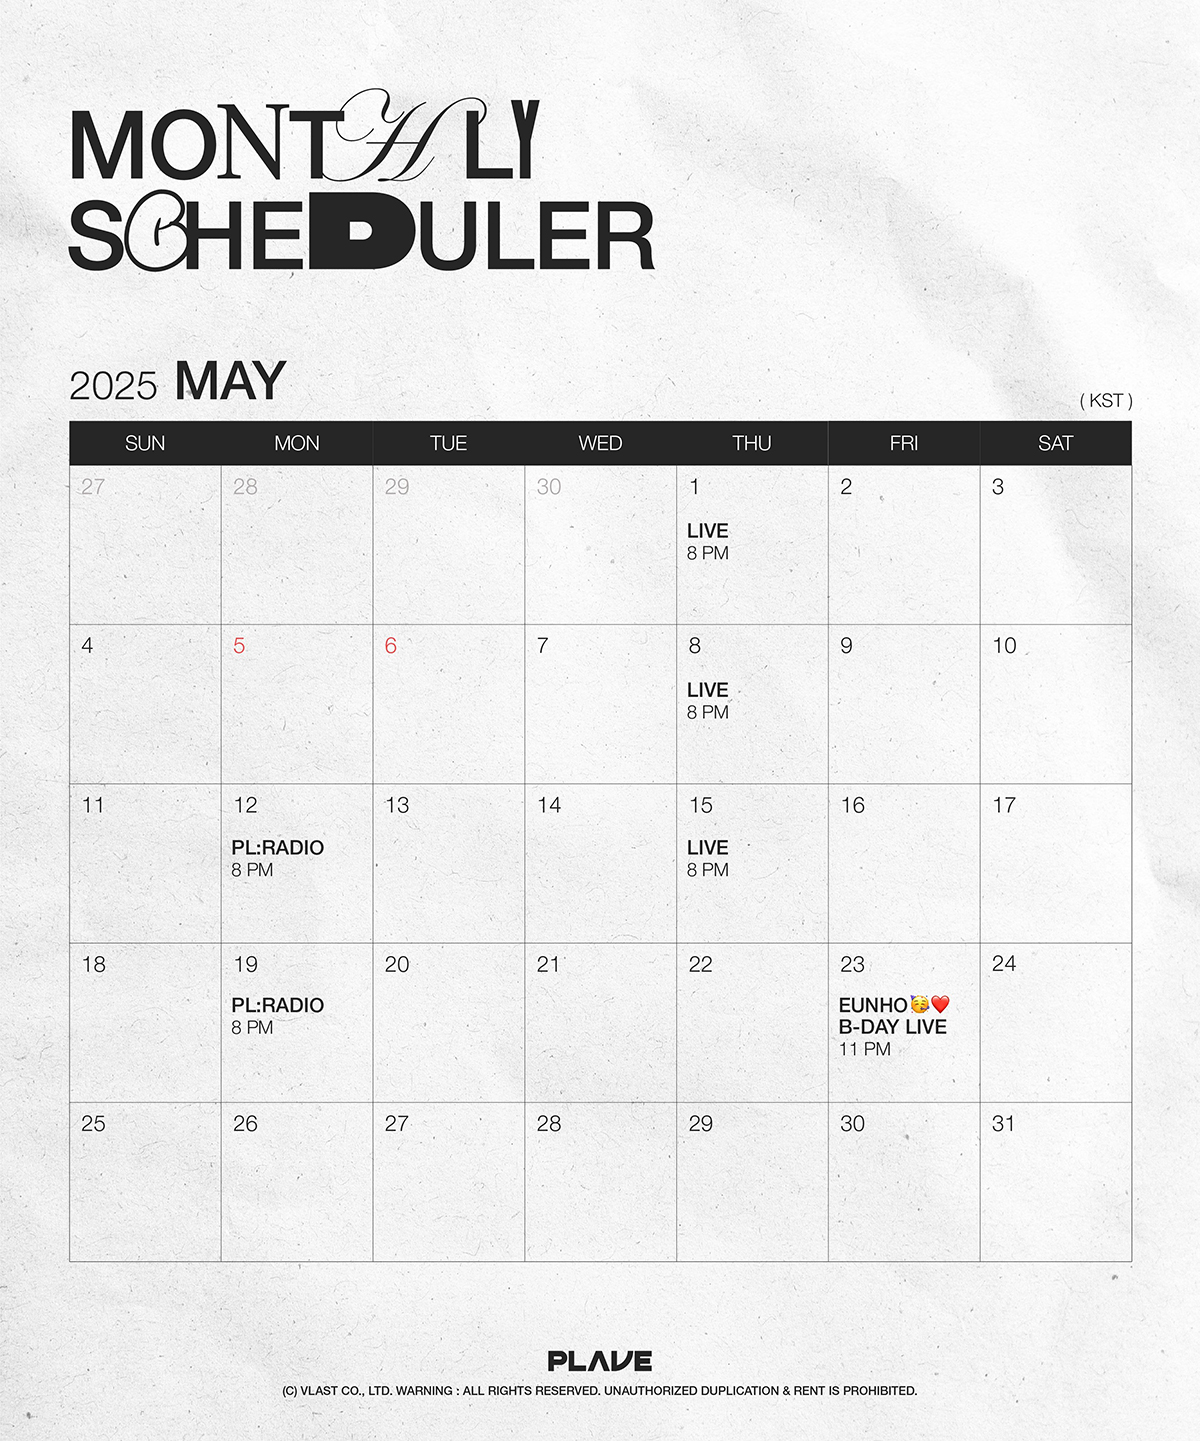 MONTHLY
SCHEDULER
2025 MAY
( KST )
SUN MON TUE WED THU FRI SAT
27 28 29 30 1 2 3
LIVE
8 PM
4 5 6 7 8 9 10
LIVE
8 PM
11 12 13 14 15 16 17
PL:RADIO LIVE
8 PM 8 PM
18 19 20 21 22 23 24
PL:RADIO EUNHO🥳❤️
8 PM B-DAY LIVE
11 PM
25 26 27 28 29 30 31
PLAVE
(C) VLAST CO., LTD. WARNING : ALL RIGHTS RESERVED. UNAUTHORIZED DUPLICATION & RENT IS PROHIBITED.